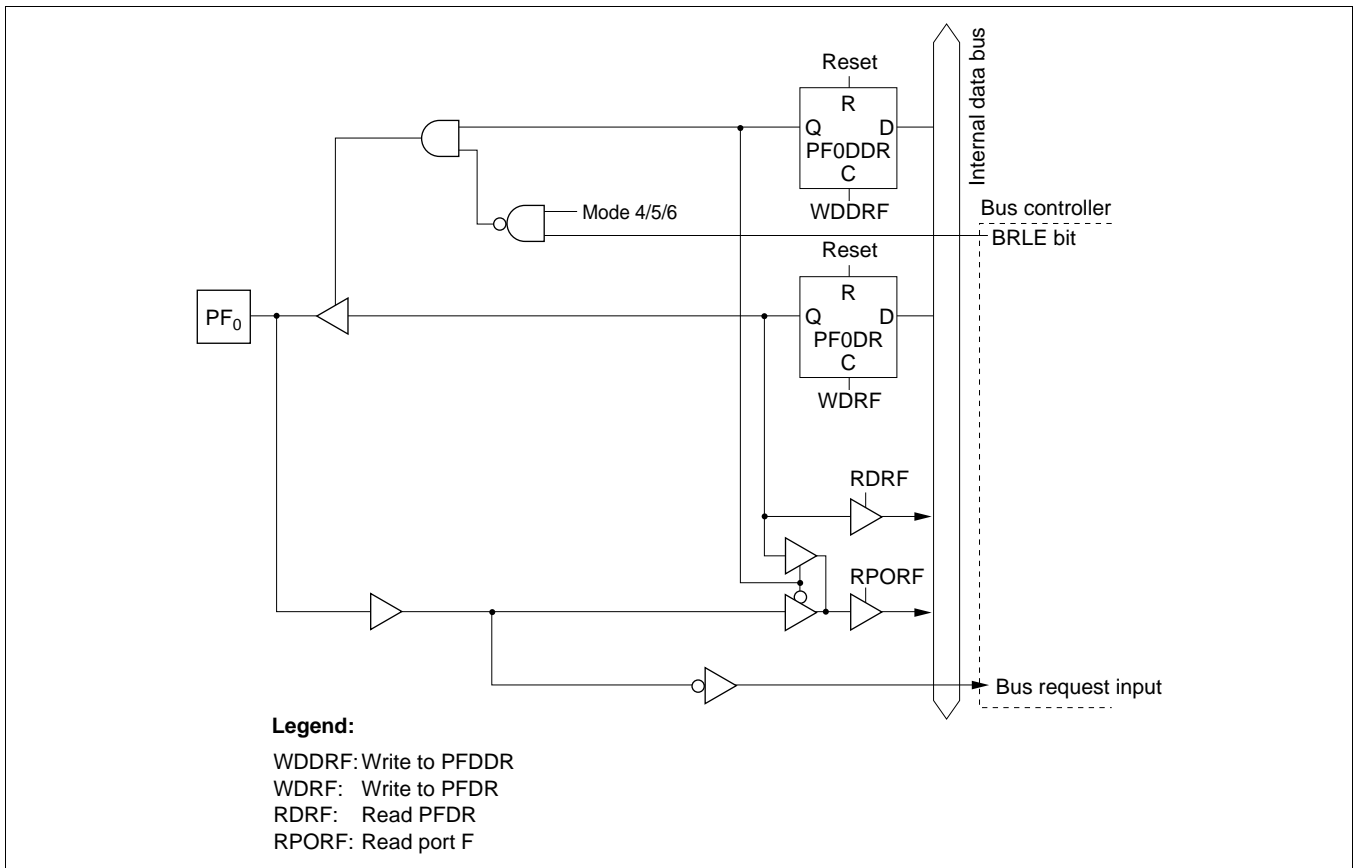 Reset
R
Q D
PF0DDR
C
WDDRF
Internal data bus
Bus controller
Mode 4/5/6
BRLE bit
Reset
R
PF0
Q D
PF0DR
C
WDRF
RDRF
RPORF
Bus request input
Legend:
WDDRF: Write to PFDDR
WDRF: Write to PFDR
RDRF: Read PFDR
RPORF: Read port F